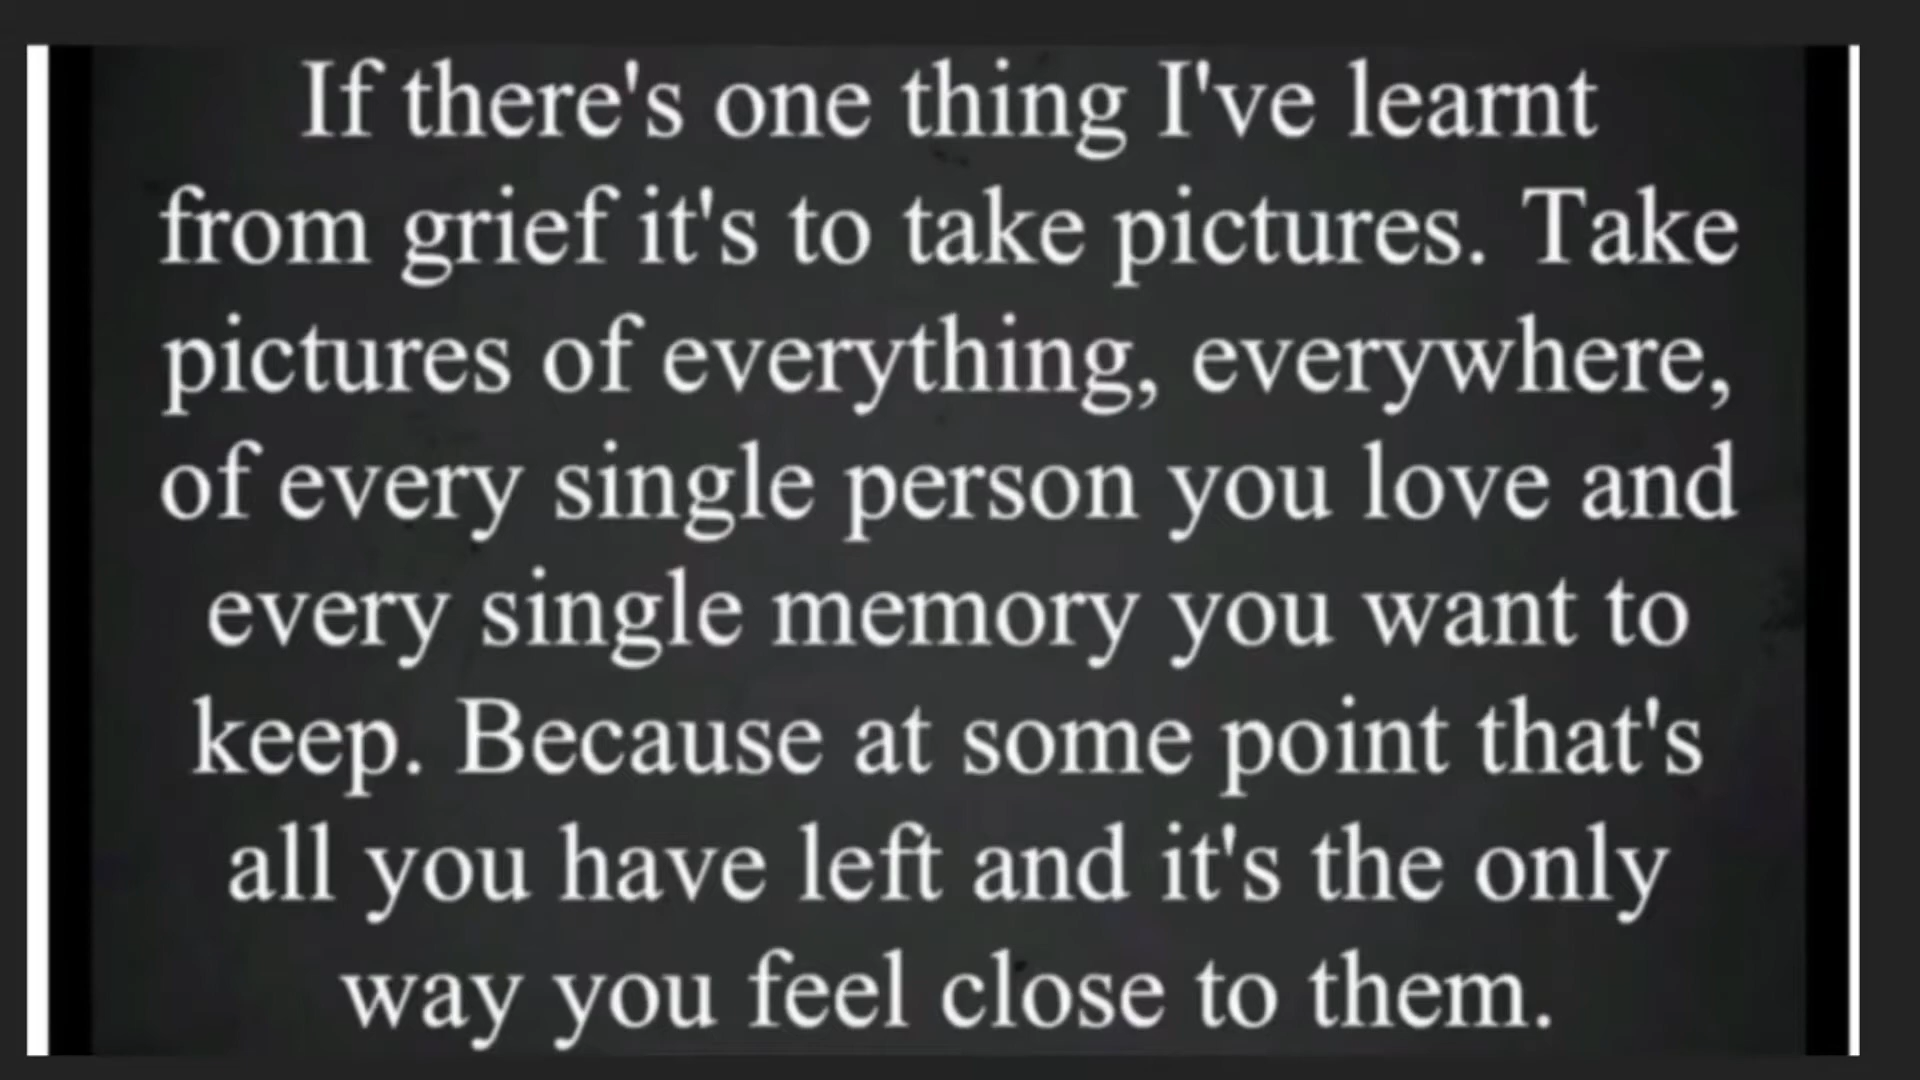 If there's one thing I've learnt
from grief it's to take pictures. Take
pictures of everything, everywhere,
of every single person you love and
every single memory you want to
keep. Because at some point that's
all you have left and it's the only
way you feel close to them.